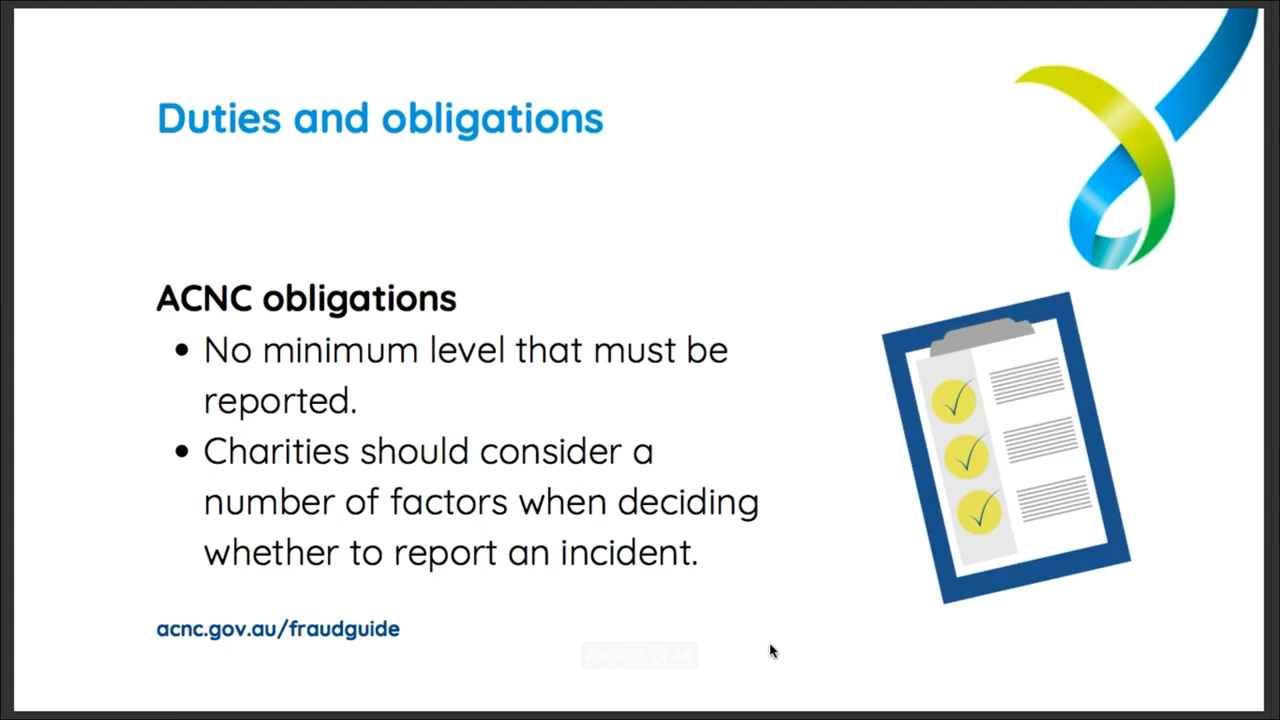 Duties and obligations
ACNC obligations
• No minimum level that must be
reported.
• Charities should consider a
number of factors when deciding
whether to report an incident.
acnc.gov.au/fraudguide